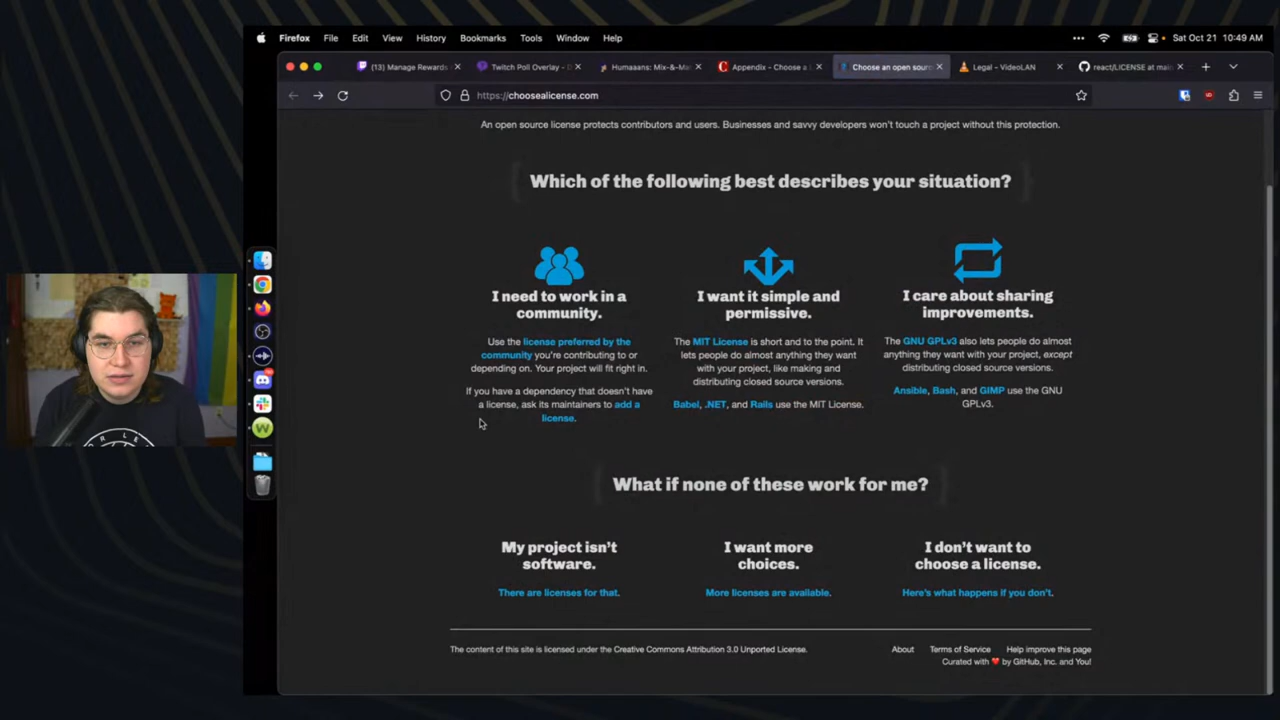 Firefox File Edit View History Bookmarks Tools Window Help Sat Oct 21 10:49 AM
(13) Manage Rewards Twitch Poll Overlay - D Humaaans: Mix-&-Ma Appendix - Choose a Choose an open sourc Legal - VideoLAN react/LICENSE at main
https://choosealicense.com
An open source license protects contributors and users. Businesses and savvy developers won't touch a project without this protection.
Which of the following best describes your situation?
I need to work in a
community.
Use the license preferred by the
community you're contributing to or
depending on. Your project will fit right in.
If you have a dependency that doesn't have
a license, ask its maintainers to add a
license.
I want it simple and
permissive.
The MIT License is short and to the point. It
lets people do almost anything they want
with your project, like making and
distributing closed source versions.
Babel, .NET, and Rails use the MIT License.
I care about sharing
improvements.
The GNU GPLv3 also lets people do almost
anything they want with your project, except
distributing closed source versions.
Ansible, Bash, and GIMP use the GNU
GPLv3.
What if none of these work for me?
My project isn't
software.
There are licenses for that.
I want more
choices.
More licenses are available.
I don't want to
choose a license.
Here's what happens if you don't.
The content of this site is licensed under the Creative Commons Attribution 3.0 Unported License.
About Terms of Service Help improve this page
Curated with ❤️ by GitHub, Inc. and You!